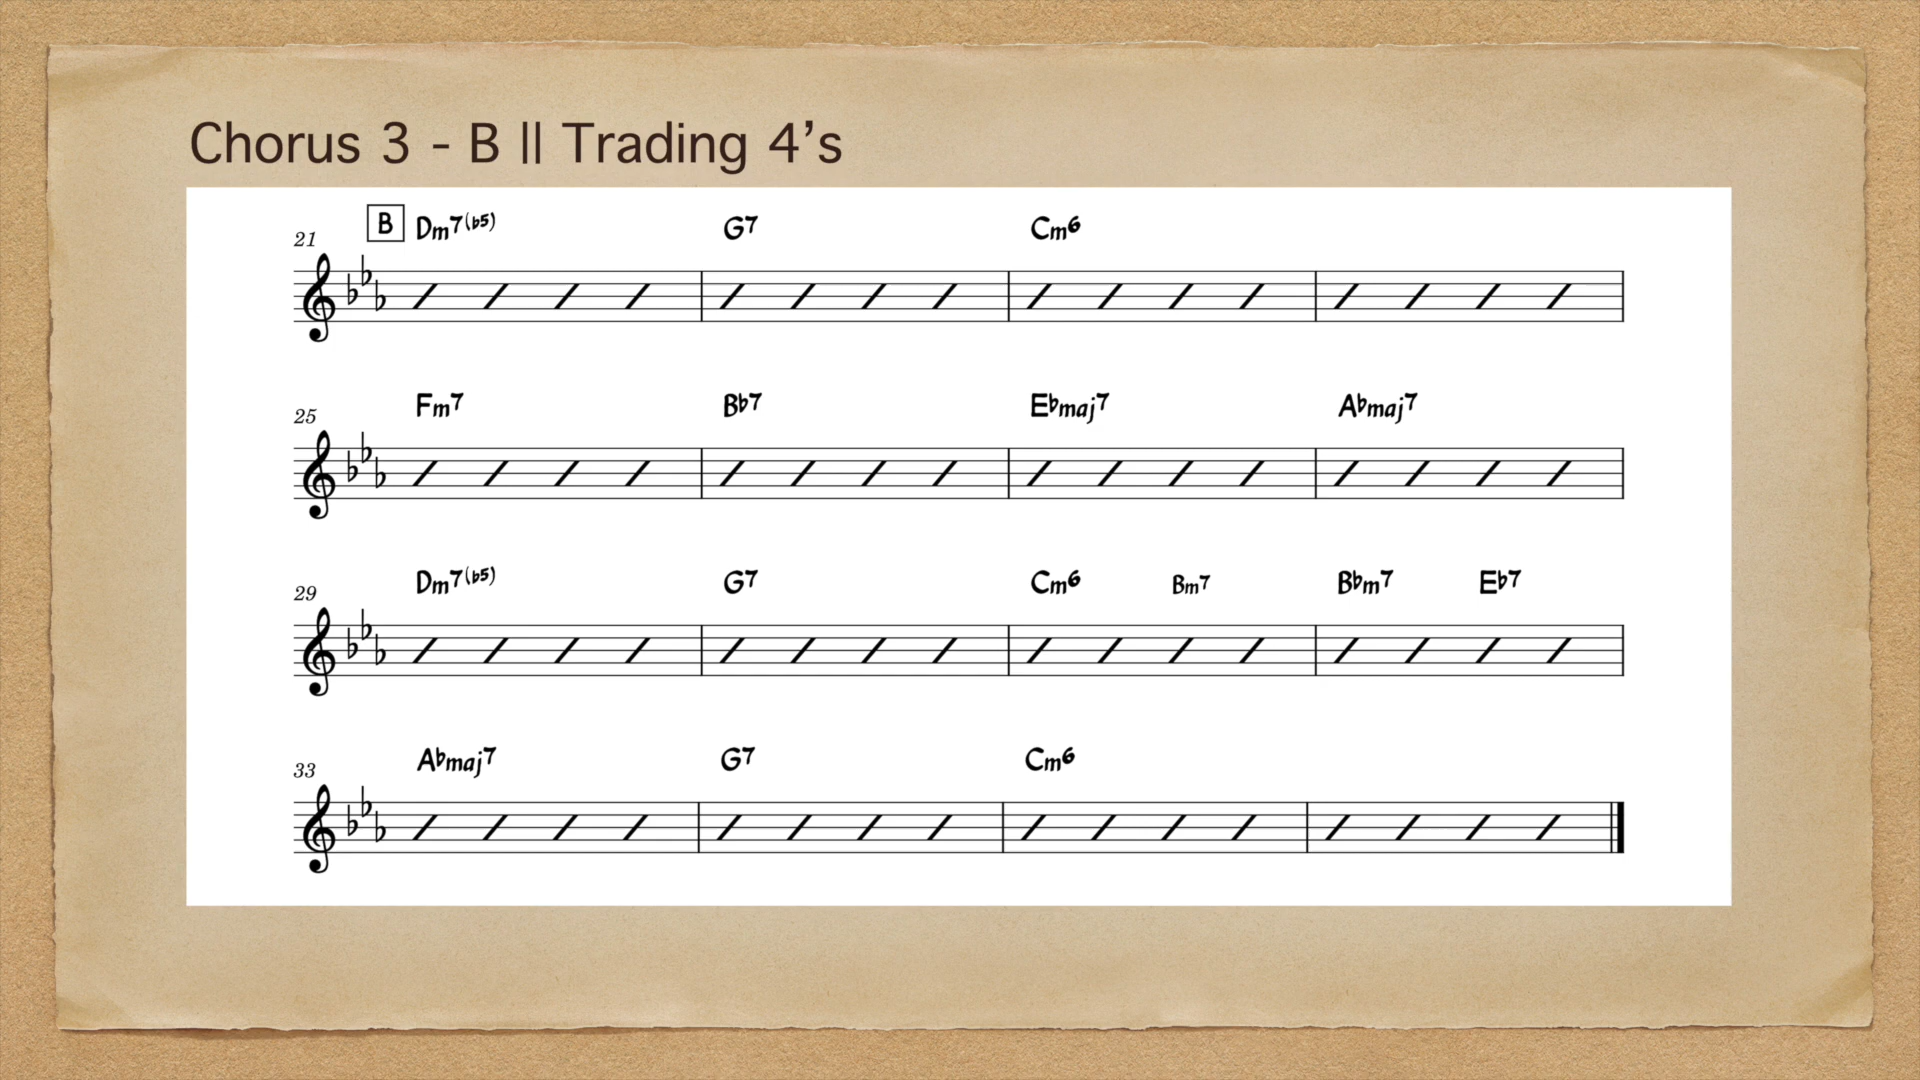 Chorus 3 - B || Trading 4’s
21 B Dm7(b5) G7 Cm6
25 Fm7 Bb7 Ebmaj7 Abmaj7
29 Dm7(b5) G7 Cm6 Bm7 Bbm7 Eb7
33 Abmaj7 G7 Cm6